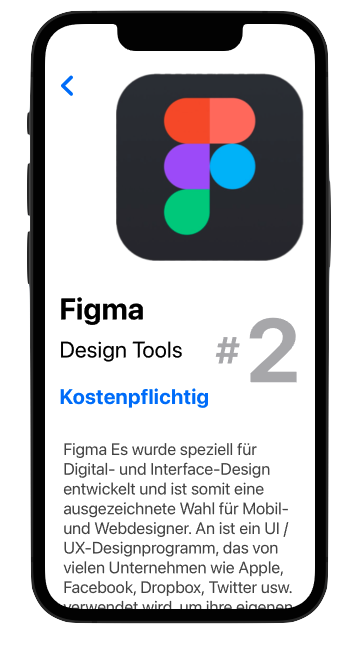 Figma
Design Tools
#2
Kostenpflichtig
Figma Es wurde speziell für
Digital- und Interface-Design
entwickelt und ist somit eine
ausgezeichnete Wahl für Mobil-
und Webdesigner. An ist ein UI /
UX-Designprogramm, das von
vielen Unternehmen wie Apple,
Facebook, Dropbox, Twitter usw.
verwendet wird, um ihre eigenen